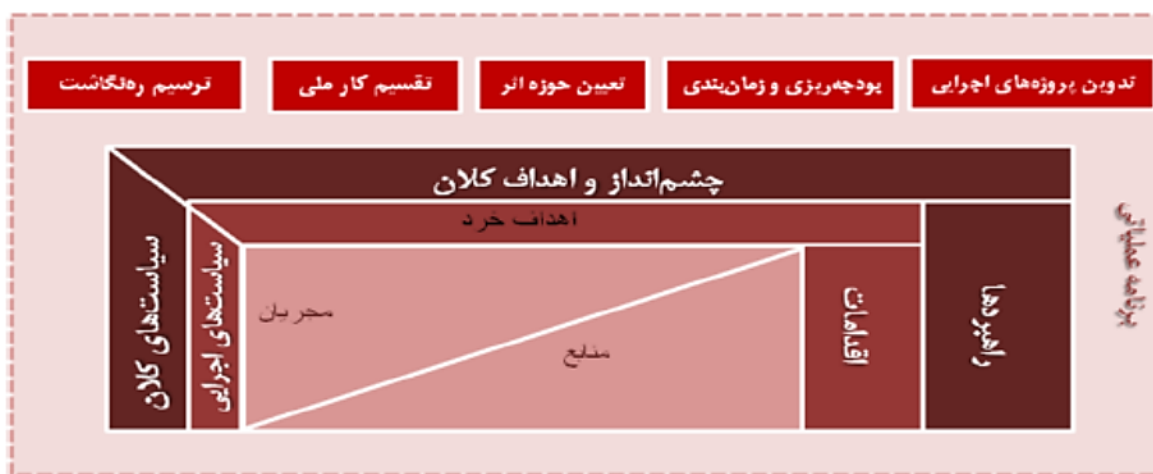 تدوین پروژه‌های اجرایی
بودجه‌ریزی و زمان‌بندی
تعیین حوزه اثر
تقسیم کار ملی
ترسیم ره‌نگاشت
چشم‌انداز و اهداف کلان
اهداف خرد
برنامه عملیاتی
راهبردها
اقدامات
منابع
مجریان
سیاست‌های اجرایی
سیاست‌های کلان